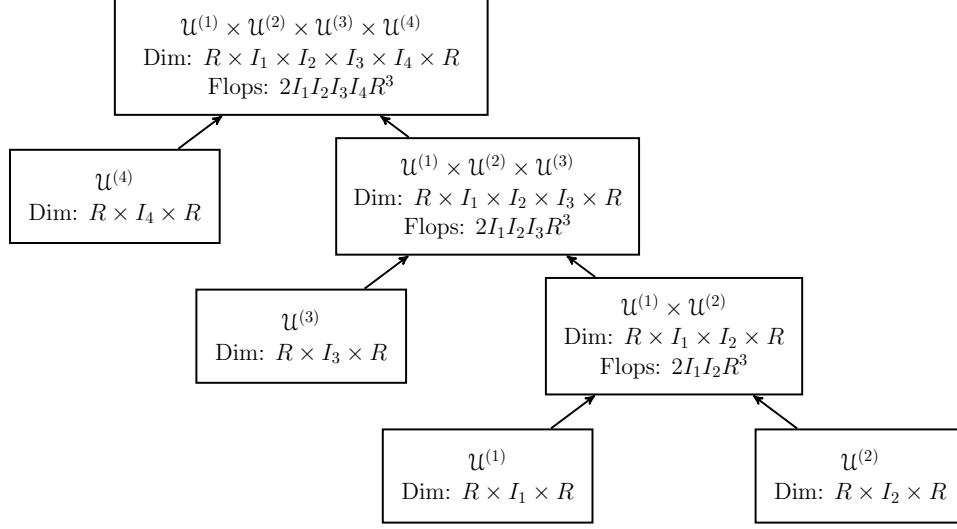 𝒰⁽¹⁾ × 𝒰⁽²⁾ × 𝒰⁽³⁾ × 𝒰⁽⁴⁾
Dim: R × I₁ × I₂ × I₃ × I₄ × R
Flops: 2I₁I₂I₃I₄R³
𝒰⁽⁴⁾
Dim: R × I₄ × R
𝒰⁽¹⁾ × 𝒰⁽²⁾ × 𝒰⁽³⁾
Dim: R × I₁ × I₂ × I₃ × R
Flops: 2I₁I₂I₃R³
𝒰⁽³⁾
Dim: R × I₃ × R
𝒰⁽¹⁾ × 𝒰⁽²⁾
Dim: R × I₁ × I₂ × R
Flops: 2I₁I₂R³
𝒰⁽¹⁾
Dim: R × I₁ × R
𝒰⁽²⁾
Dim: R × I₂ × R